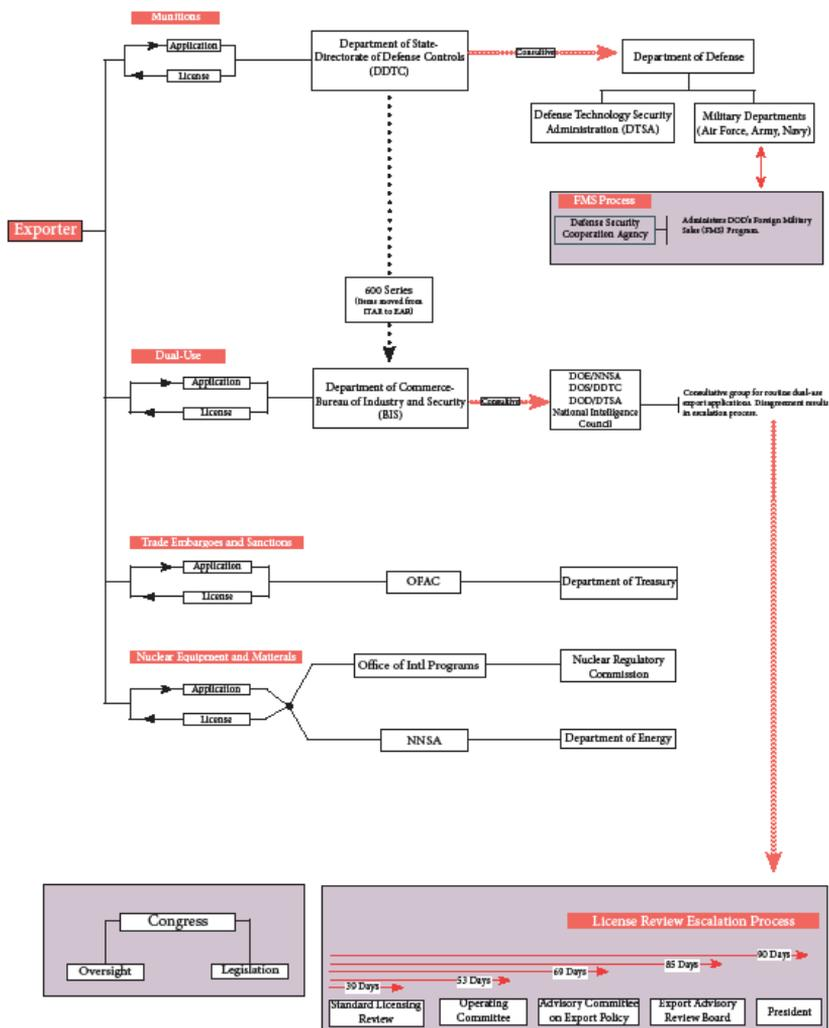 Munitions
Application
License
Department of State-
Directorate of Defense Controls
(DDTC)
Consultive
Department of Defense
Defense Technology Security
Administration (DTSA)
Military Departments
(Air Force, Army, Navy)
FMS Process
Defense Security
Cooperation Agency
Administers DOD's Foreign Military
Sales (FMS) Program.
Exporter
600 Series
(Items moved from
ITAR to EAR)
Dual-Use
Application
License
Department of Commerce-
Bureau of Industry and Security
(BIS)
Consultive
DOE/NNSA
DOS/DDTC
DOD/DTSA
National Intelligence
Council
Consultative group for routine dual-use
export applications. Disagreement results
in escalation process.
Trade Embargoes and Sanctions
Application
License
OFAC
Department of Treasury
Nuclear Equipment and Matierals
Application
License
Office of Intl Programs
Nuclear Regulatory
Commission
NNSA
Department of Energy
Congress
Oversight
Legislation
License Review Escalation Process
90 Days
85 Days
69 Days
53 Days
39 Days
Standard Licensing
Review
Operating
Committee
Advisory Committee
on Export Policy
Export Advisory
Review Board
President